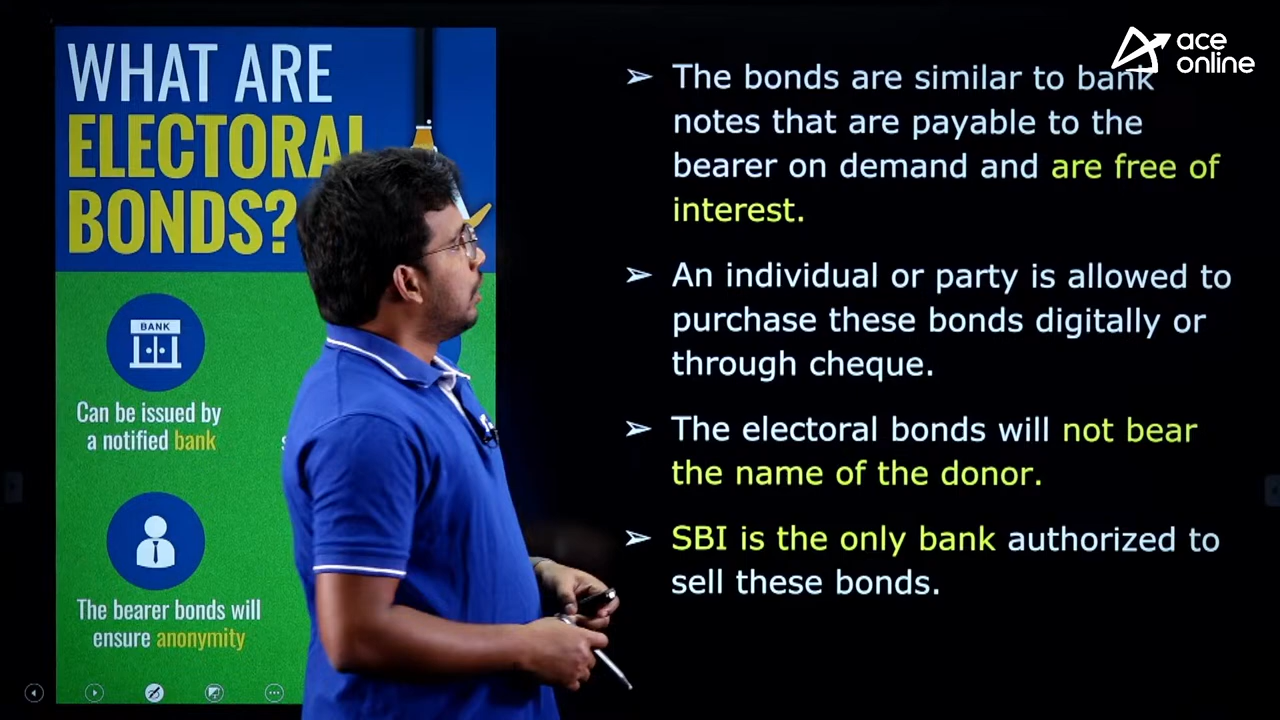 WHAT ARE
ELECTORAL
BONDS?
BANK
Can be issued by
a notified bank
The bearer bonds will
ensure anonymity
ace
online
➢ The bonds are similar to bank
notes that are payable to the
bearer on demand and are free of
interest.
➢ An individual or party is allowed to
purchase these bonds digitally or
through cheque.
➢ The electoral bonds will not bear
the name of the donor.
➢ SBI is the only bank authorized to
sell these bonds.